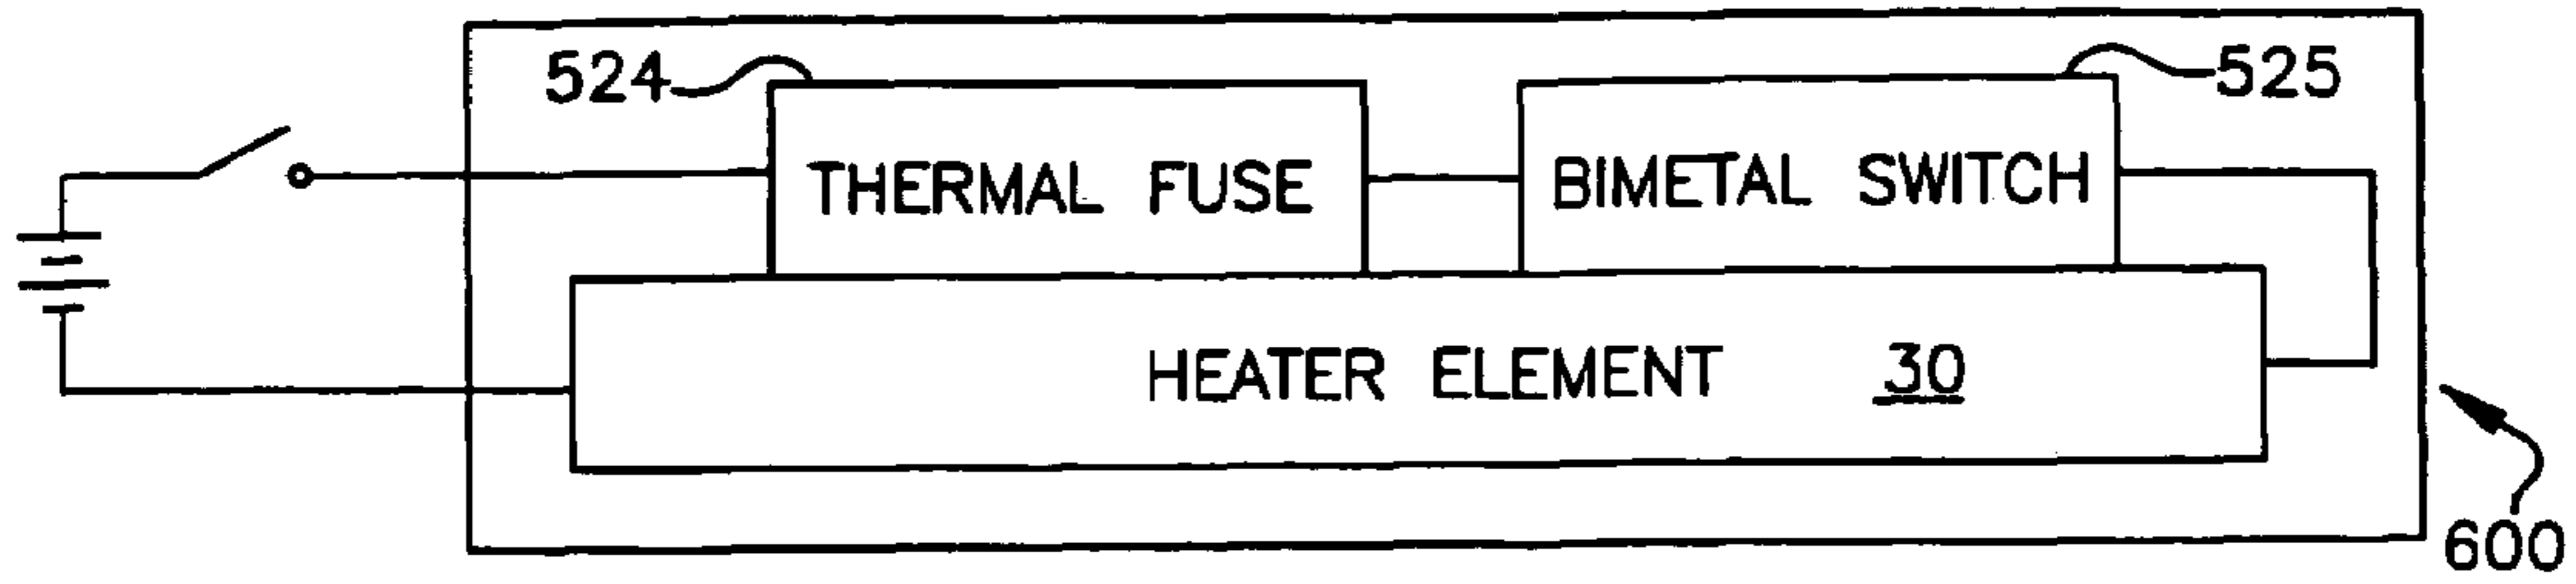 524
525
THERMAL FUSE
BIMETAL SWITCH
HEATER ELEMENT 30
600